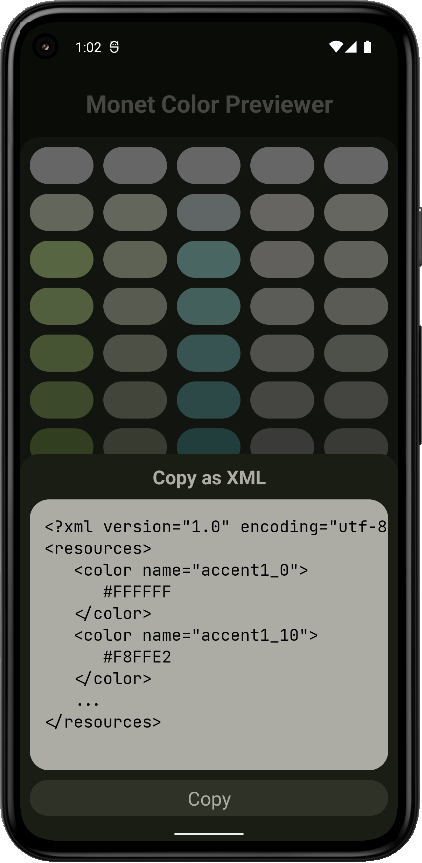 1:02
Monet Color Previewer
Copy as XML
<?xml version="1.0" encoding="utf-8
<resources>
   <color name="accent1_0">
      #FFFFFF
   </color>
   <color name="accent1_10">
      #F8FFE2
   </color>
   ...
</resources>
Copy